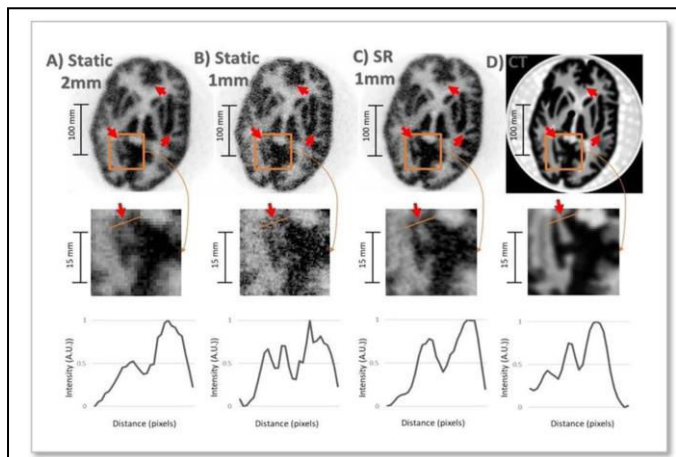 A) Static 2mm
B) Static 1mm
C) SR 1mm
D) CT
100 mm
100 mm
100 mm
100 mm
15 mm
15 mm
15 mm
15 mm
1
0.5
0
Intensity (A.U.)
Distance (pixels)
1
0.5
0
Intensity (A.U.)
Distance (pixels)
1
0.5
0
Intensity (A.U.)
Distance (pixels)
1
0.5
0
Intensity (A.U.)
Distance (pixels)